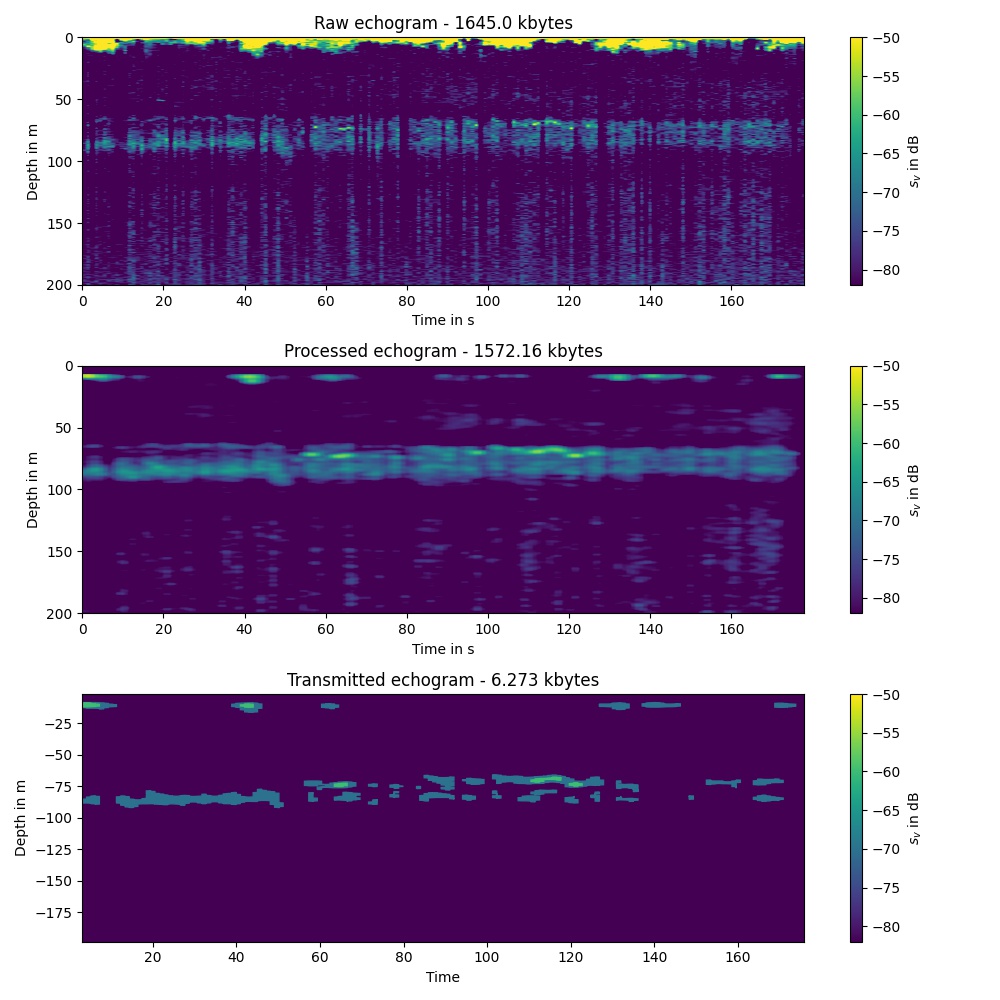 Raw echogram - 1645.0 kbytes
0
50
100
150
200
Depth in m
0 20 40 60 80 100 120 140 160
Time in s
−50
−55
−60
−65
−70
−75
−80
sv in dB
Processed echogram - 1572.16 kbytes
0
50
100
150
200
Depth in m
0 20 40 60 80 100 120 140 160
Time in s
−50
−55
−60
−65
−70
−75
−80
sv in dB
Transmitted echogram - 6.273 kbytes
−25
−50
−75
−100
−125
−150
−175
Depth in m
20 40 60 80 100 120 140 160
Time
−50
−55
−60
−65
−70
−75
−80
sv in dB